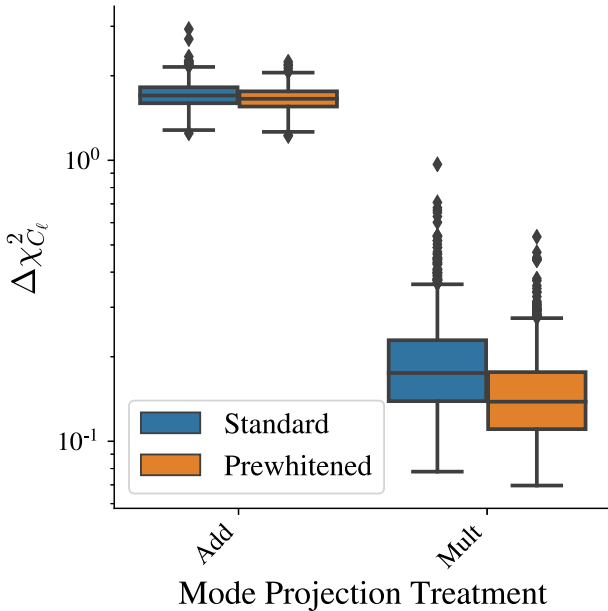 Δχ²_{C_ℓ}
10⁰
10⁻¹
Standard
Prewhitened
Add
Mult
Mode Projection Treatment